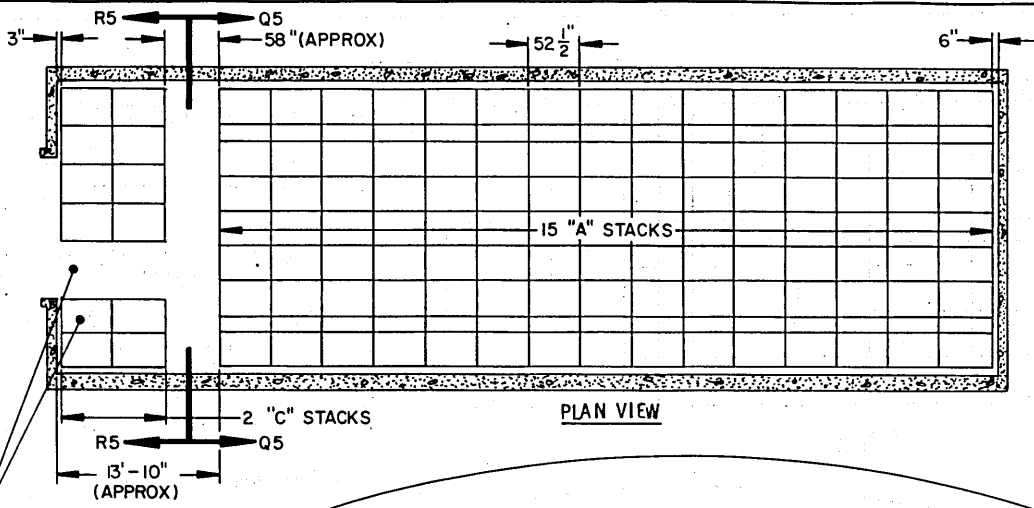 R5 Q5
3" 58" (APPROX) 52 1/2" 6"
15 "A" STACKS
2 "C" STACKS
PLAN VIEW
R5 Q5
13'-10"
(APPROX)